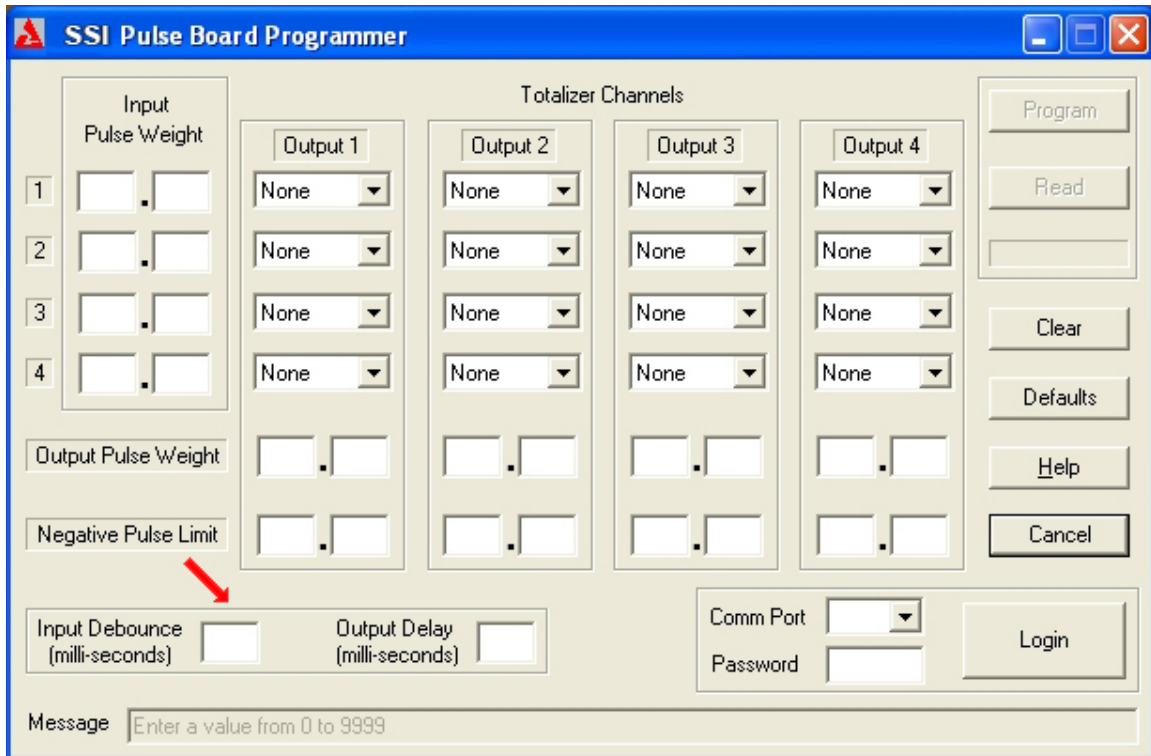 SSI Pulse Board Programmer
Input
Pulse Weight
Totalizer Channels
Output 1
Output 2
Output 3
Output 4
Program
1
None
None
None
None
Read
2
None
None
None
None
3
None
None
None
None
Clear
4
None
None
None
None
Defaults
Output Pulse Weight
Help
Negative Pulse Limit
Cancel
Input Debounce
(milli-seconds)
Output Delay
(milli-seconds)
Comm Port
Password
Login
Message
Enter a value from 0 to 9999